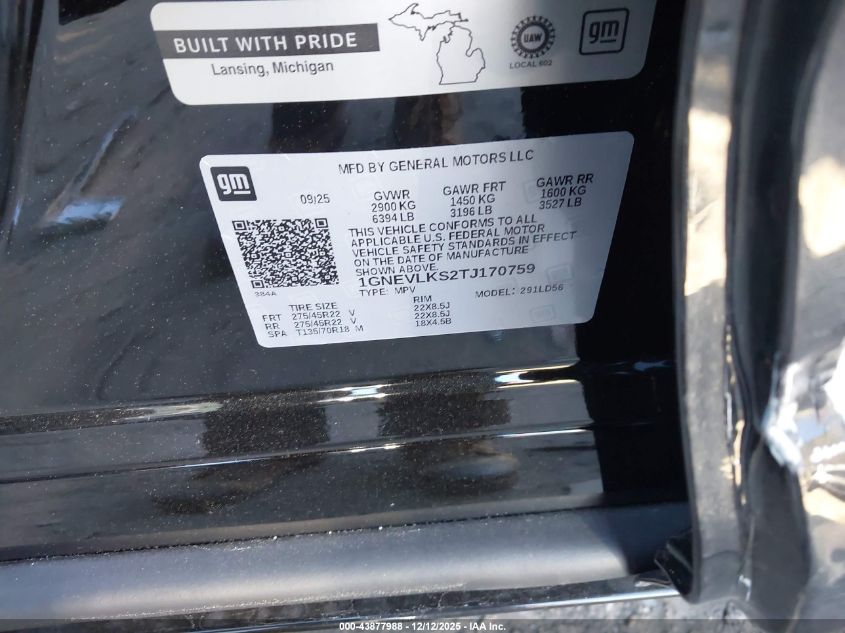 BUILT WITH PRIDE
Lansing, Michigan
UAW
LOCAL 602
gm
gm
MFD BY GENERAL MOTORS LLC
09/25
GVWR GAWR FRT GAWR RR
2900 KG 1450 KG 1600 KG
6394 LB 3196 LB 3527 LB
THIS VEHICLE CONFORMS TO ALL
APPLICABLE U.S. FEDERAL MOTOR
VEHICLE SAFETY STANDARDS IN EFFECT
ON THE DATE OF MANUFACTURE
SHOWN ABOVE.
1GNEVLKS2TJ170759
384A
TYPE: MPV MODEL: 291LD56
TIRE SIZE RIM
FRT 275/45R22 V 22X8.5J
RR 275/45R22 V 22X8.5J
SPA T135/70R18 M 18X4.5B
000-43877988 - 12/12/2025 - IAA Inc.